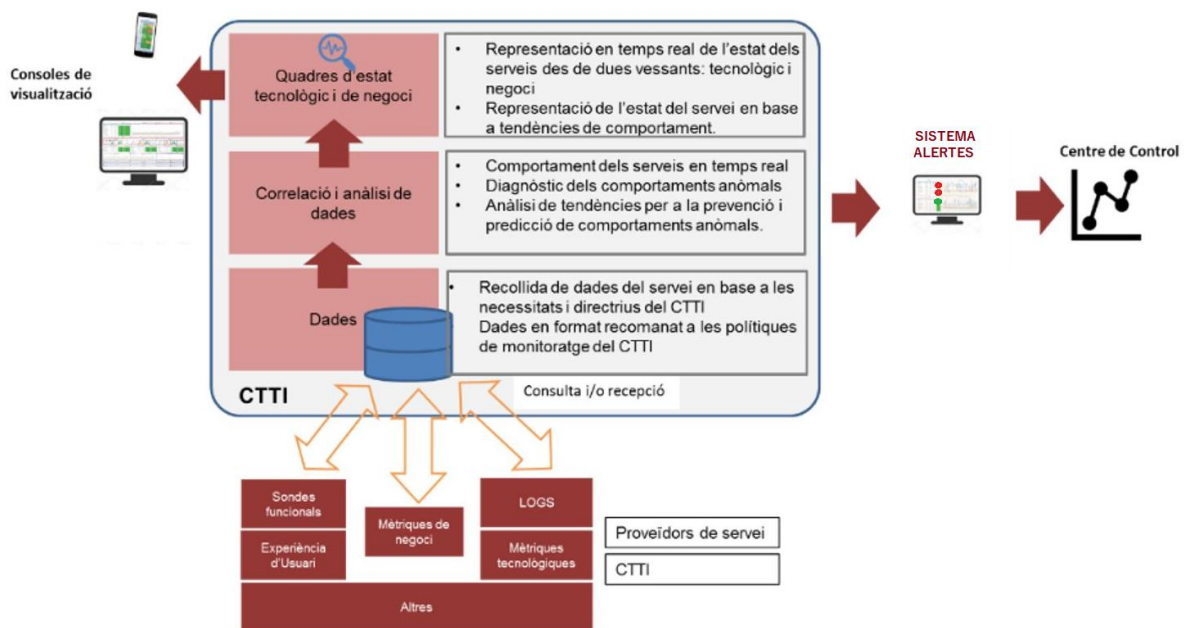 Consoles de
visualització
Quadres d'estat
tecnològic i de negoci
• Representació en temps real de l'estat dels
serveis des de dues vessants: tecnològic i
negoci
• Representació de l'estat del servei en base
a tendències de comportament.
Correlació i anàlisi de
dades
• Comportament dels serveis en temps real
• Diagnòstic dels comportaments anòmals
• Anàlisi de tendències per a la prevenció i
predicció de comportaments anòmals.
SISTEMA
ALERTES
Centre de Control
Dades
• Recollida de dades del servei en base a les
necessitats i directrius del CTTI
Dades en format recomanat a les polítiques
de monitoratge del CTTI
CTTI
Consulta i/o recepció
Sondes
funcionals
Experiència
d'Usuari
Mètriques de
negoci
LOGS
Mètriques
tecnològiques
Altres
Proveïdors de servei
CTTI